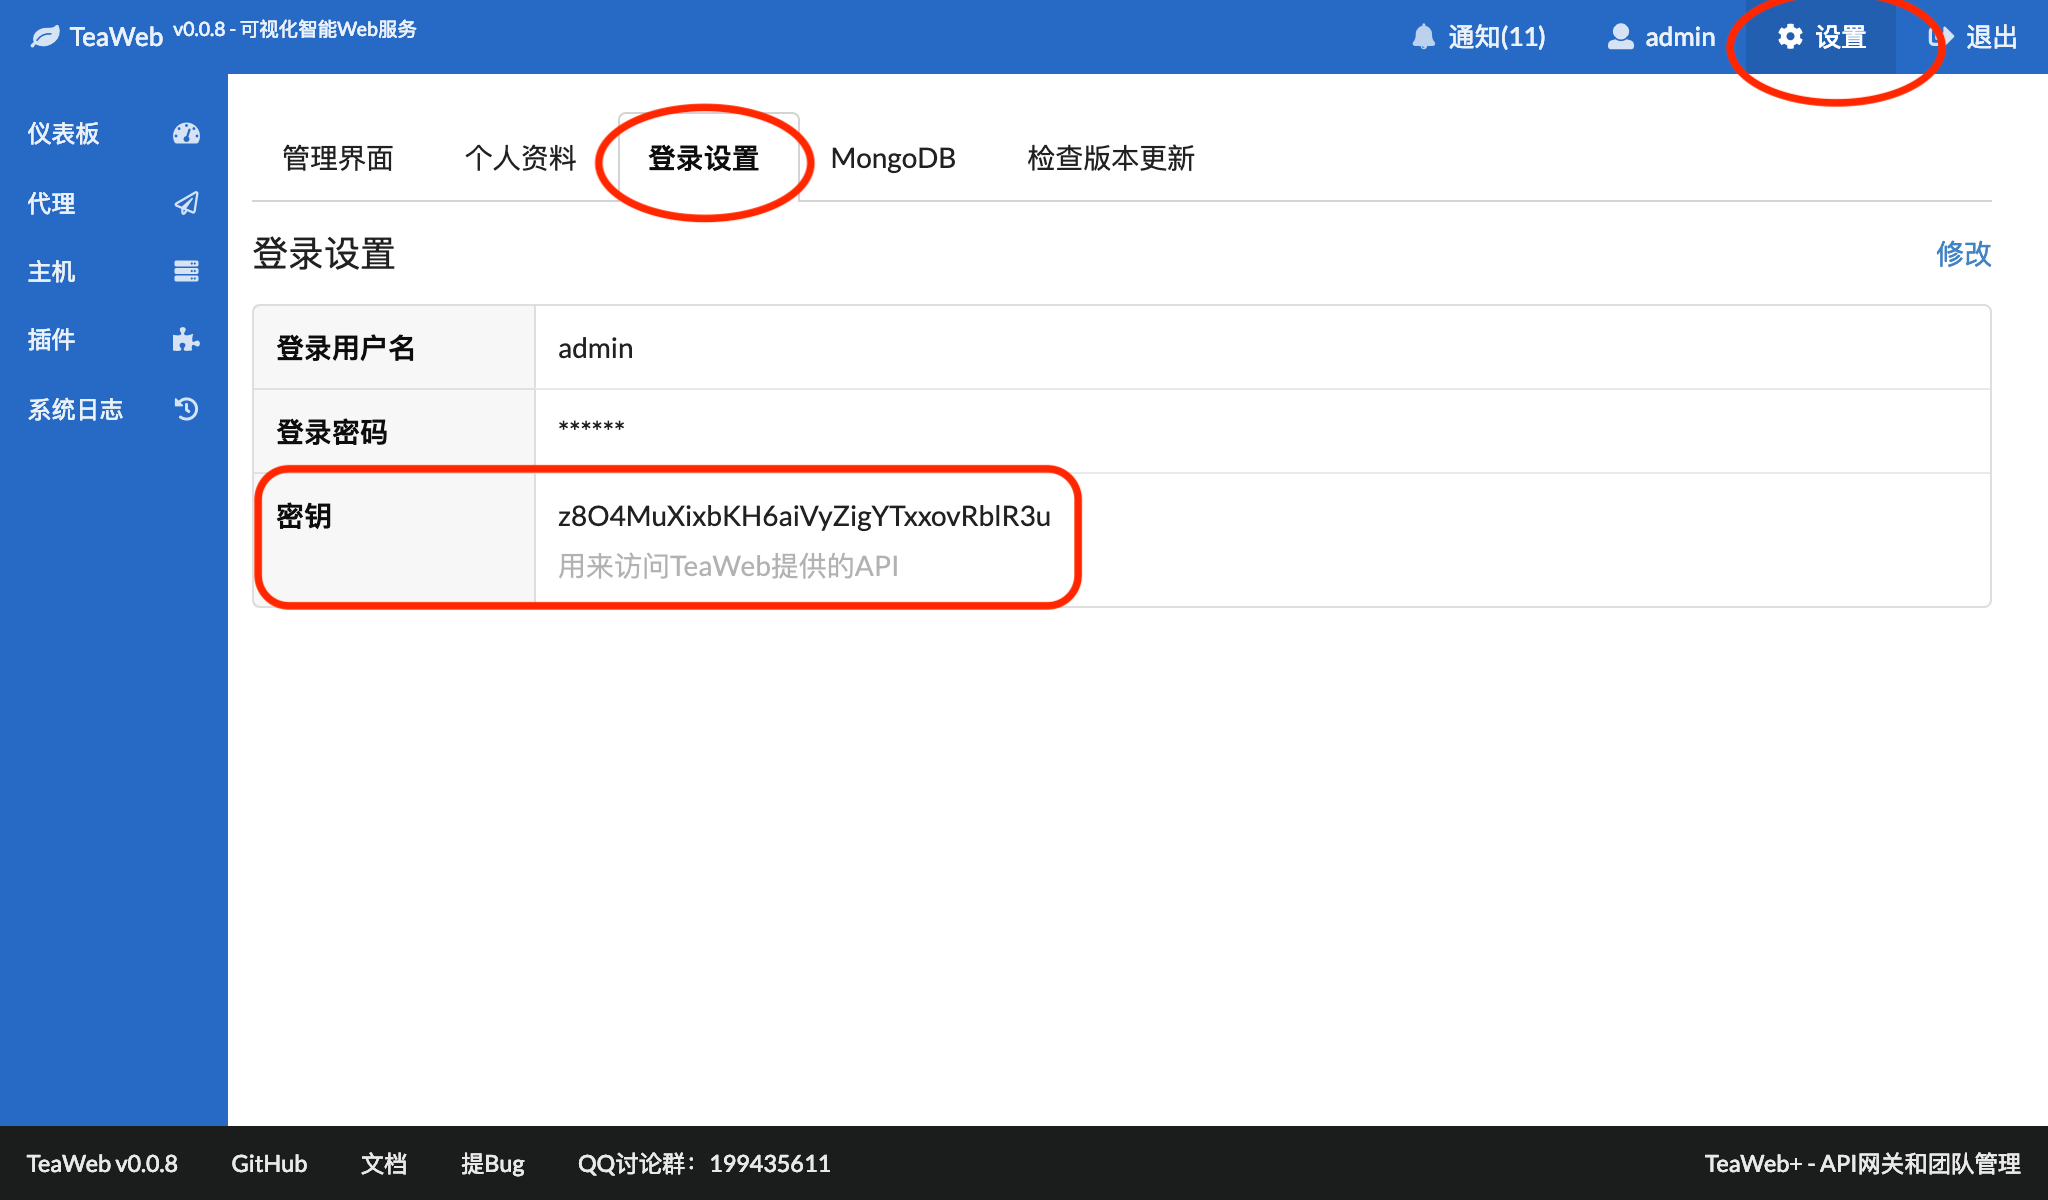 TeaWeb v0.0.8 - 可视化智能Web服务
通知(11)
admin
设置
退出
仪表板
代理
主机
插件
系统日志
管理界面
个人资料
登录设置
MongoDB
检查版本更新
登录设置
修改
登录用户名
admin
登录密码
******
密钥
z8O4MuXixbKH6aiVyZigYTxxovRblR3u
用来访问TeaWeb提供的API
TeaWeb v0.0.8
GitHub
文档
提Bug
QQ讨论群：199435611
TeaWeb+ - API网关和团队管理